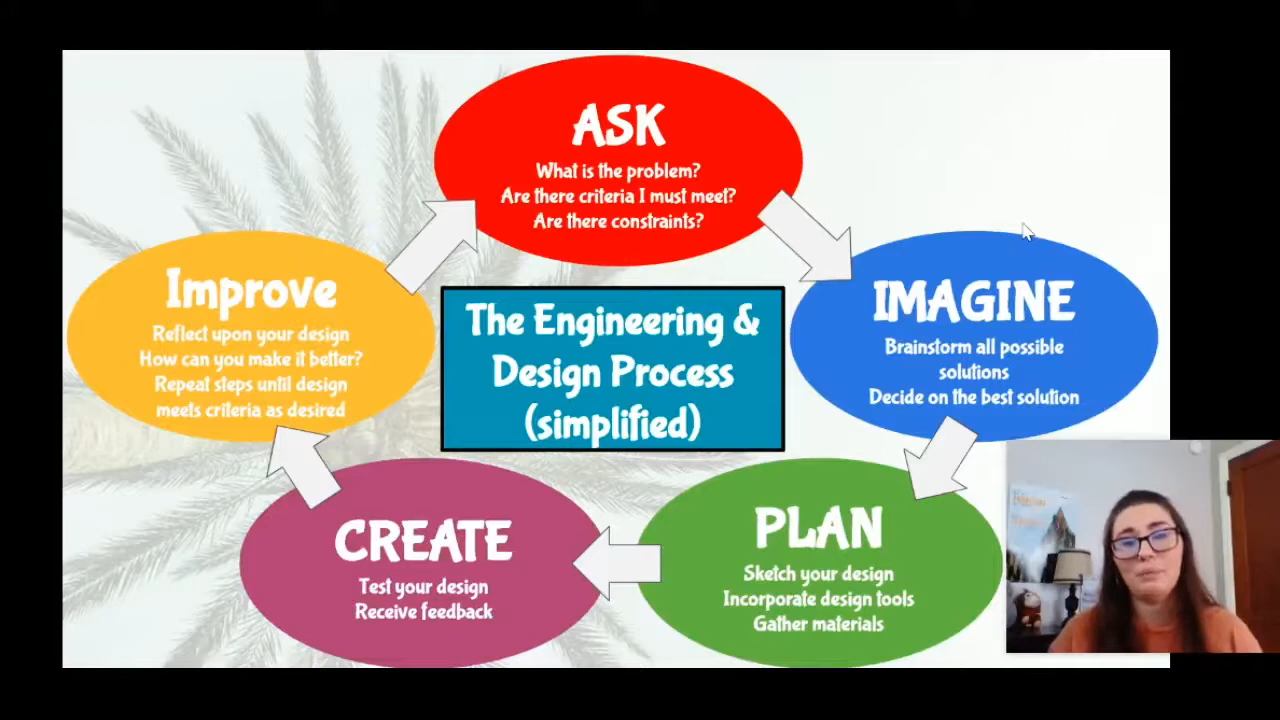 ASK
What is the problem?
Are there criteria I must meet?
Are there constraints?
Improve
Reflect upon your design
How can you make it better?
Repeat steps until design
meets criteria as desired
The Engineering &
Design Process
(simplified)
IMAGINE
Brainstorm all possible
solutions
Decide on the best solution
CREATE
Test your design
Receive feedback
PLAN
Sketch your design
Incorporate design tools
Gather materials